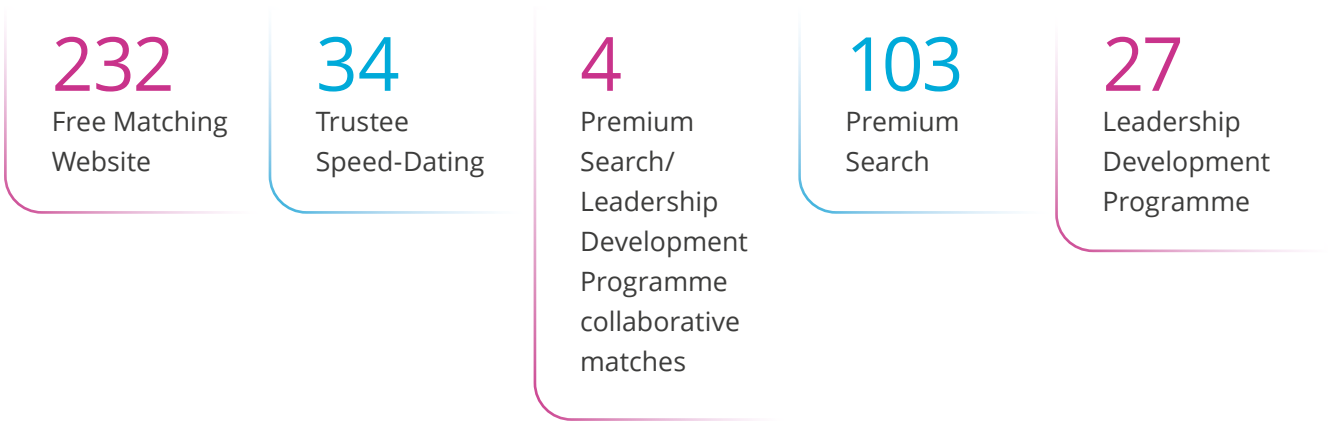 232
Free Matching
Website
34
Trustee
Speed-Dating
4
Premium
Search/
Leadership
Development
Programme
collaborative
matches
103
Premium
Search
27
Leadership
Development
Programme